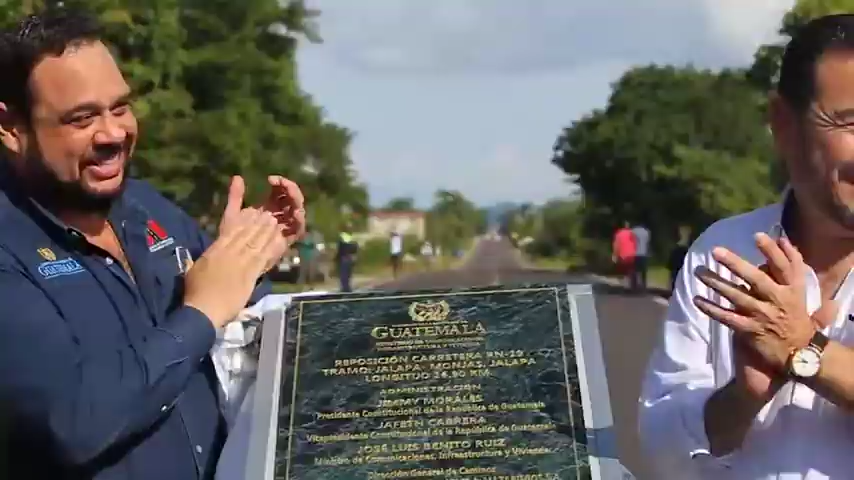 GUATEMALA
GUATEMALA
REPOSICIÓN CARRETERA RN-19
TRAMO: JALAPA- MONJAS, JALAPA
LONGITUD 26.90 KM
ADMINISTRACIÓN
JIMMY MORALES
Presidente Constitucional de la República de Guatemala
JAFETH CABRERA
Vicepresidente Constitucional de la República de Guatemala
JOSÉ LUIS BENITO RUIZ
Ministro de Comunicaciones, Infraestructura y Vivienda
Dirección General de Caminos